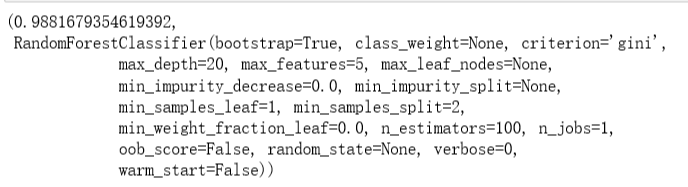 (0.9881679354619392,
RandomForestClassifier(bootstrap=True, class_weight=None, criterion='gini',
max_depth=20, max_features=5, max_leaf_nodes=None,
min_impurity_decrease=0.0, min_impurity_split=None,
min_samples_leaf=1, min_samples_split=2,
min_weight_fraction_leaf=0.0, n_estimators=100, n_jobs=1,
oob_score=False, random_state=None, verbose=0,
warm_start=False))